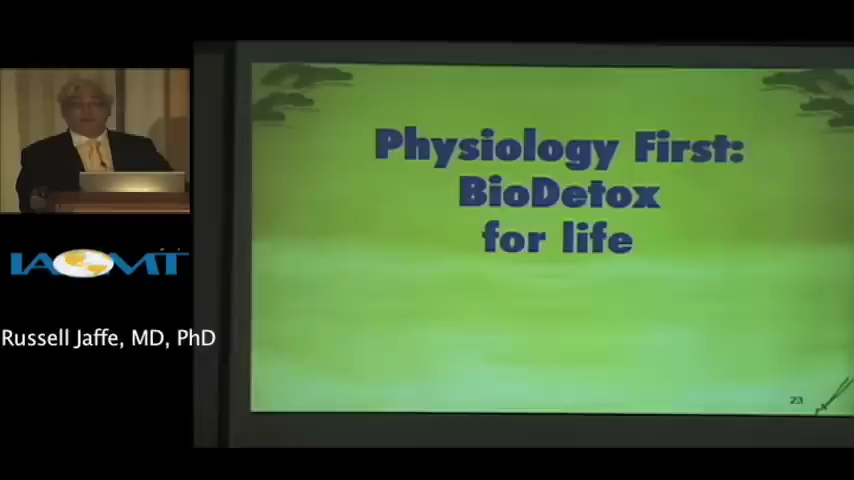 Physiology First:
BioDetox
for life
IAOMT
Russell Jaffe, MD, PhD
23